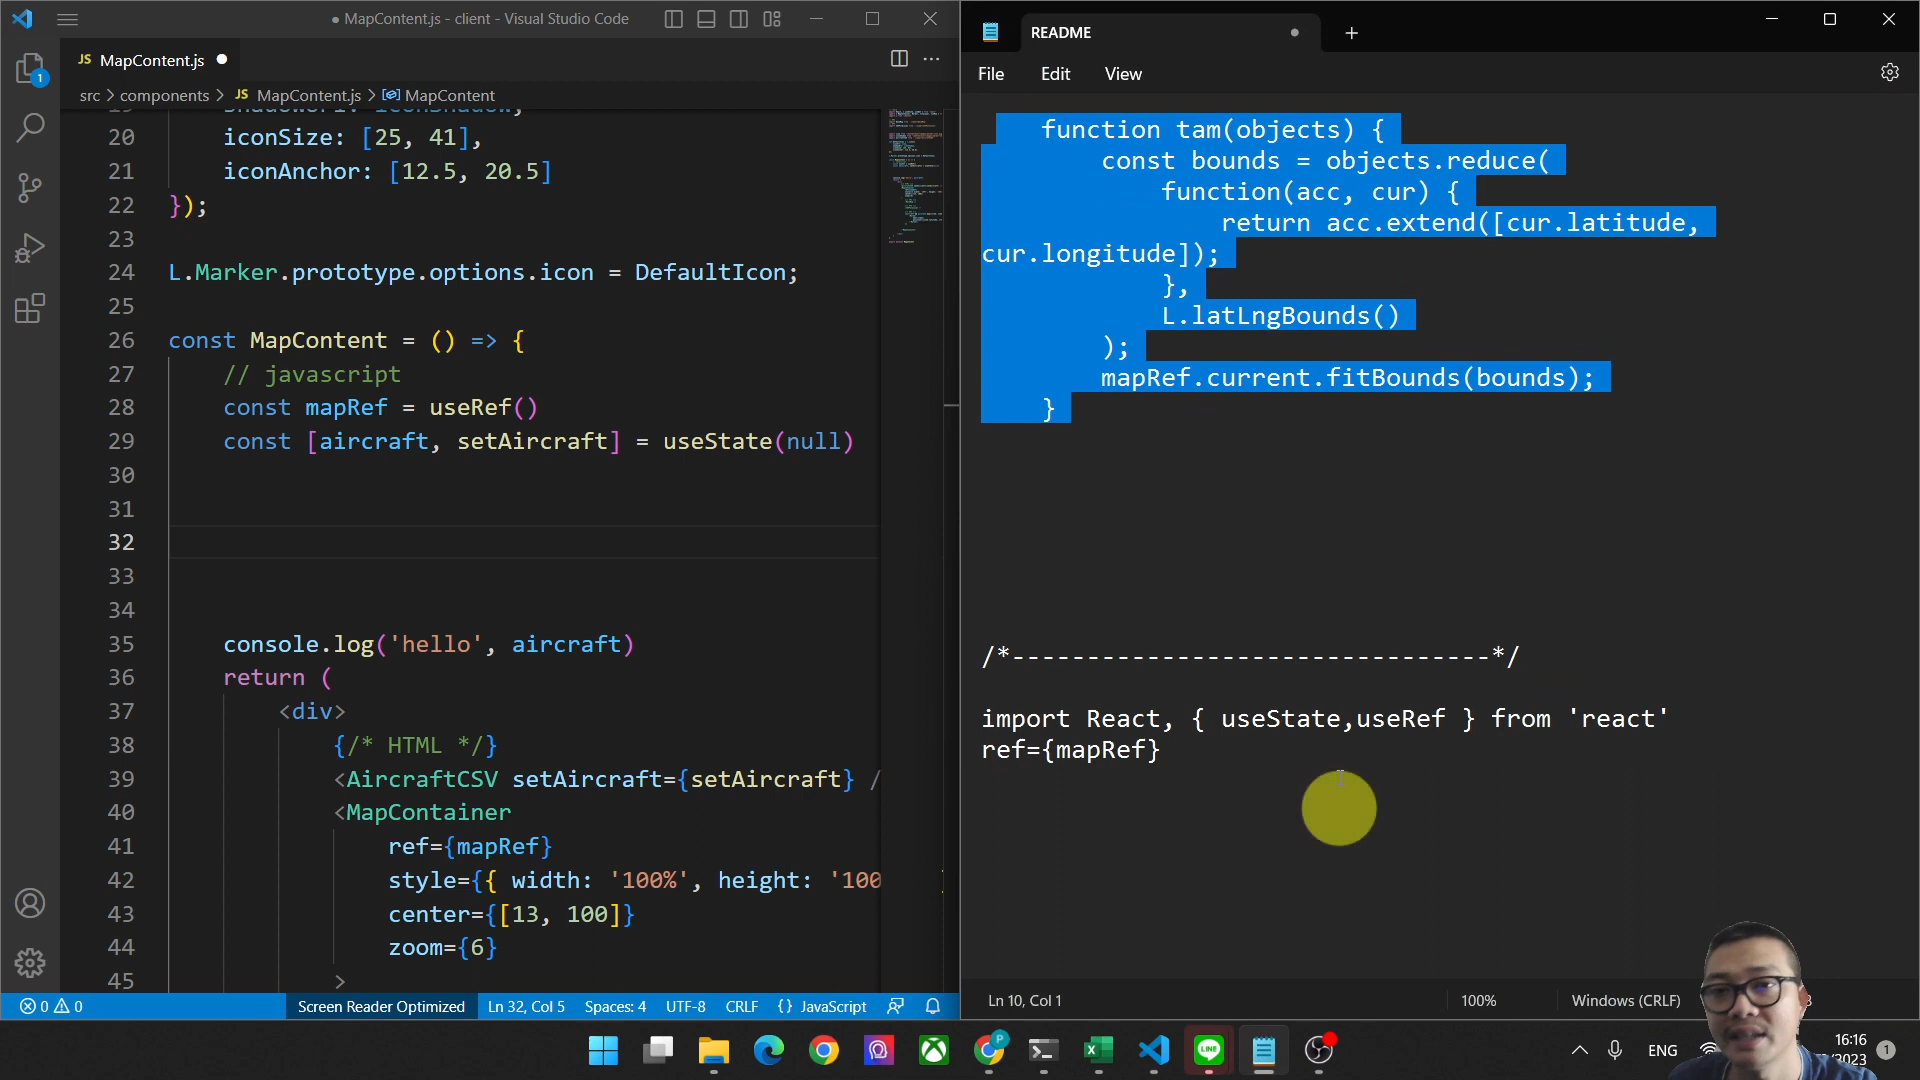 MapContent.js - client - Visual Studio Code
JS MapContent.js
src > components > JS MapContent.js > MapContent
20 iconSize: [25, 41],
21 iconAnchor: [12.5, 20.5]
22 });
23
24 L.Marker.prototype.options.icon = DefaultIcon;
25
26 const MapContent = () => {
27 // javascript
28 const mapRef = useRef()
29 const [aircraft, setAircraft] = useState(null)
30
31
32
33
34
35 console.log('hello', aircraft)
36 return (
37 <div>
38 {/* HTML */}
39 <AircraftCSV setAircraft={setAircraft} /
40 <MapContainer
41 ref={mapRef}
42 style={{ width: '100%', height: '100
43 center={[13, 100]}
44 zoom={6}
45 >
0 0
Screen Reader Optimized
Ln 32, Col 5
Spaces: 4
UTF-8
CRLF
{} JavaScript
README
File
Edit
View
function tam(objects) {
const bounds = objects.reduce(
function(acc, cur) {
return acc.extend([cur.latitude,
cur.longitude]);
},
L.latLngBounds()
);
mapRef.current.fitBounds(bounds);
}
/*--------------------------------*/
import React, { useState,useRef } from 'react'
ref={mapRef}
Ln 10, Col 1
100%
Windows (CRLF)
ENG
16:16
1